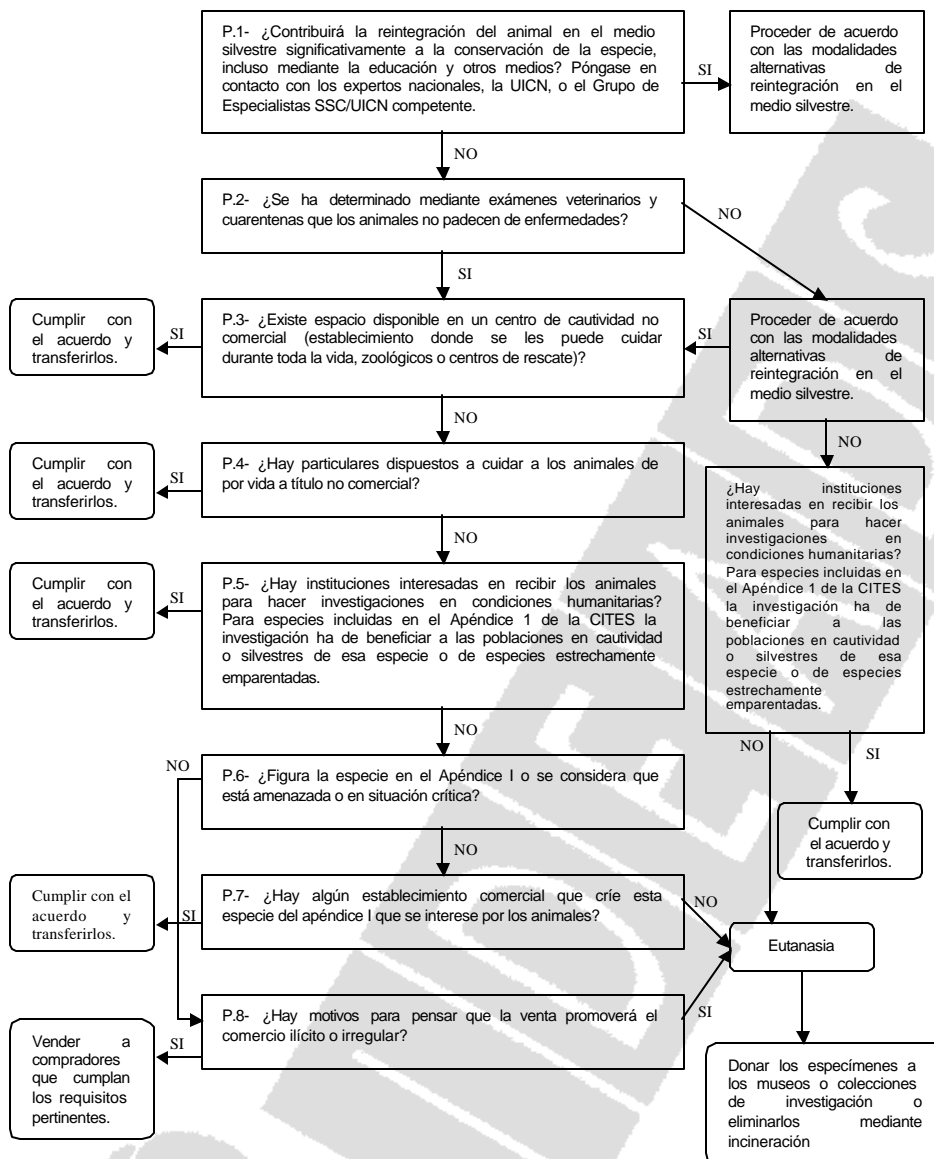 P.1- ¿Contribuirá la reintegración del animal en el medio
silvestre significativamente a la conservación de la especie,
incluso mediante la educación y otros medios? Póngase en
contacto con los expertos nacionales, la UICN, o el Grupo de
Especialistas SSC/UICN competente.
SI
Proceder de acuerdo
con las modalidades
alternativas de
reintegración en el
medio silvestre.
NO
P.2- ¿Se ha determinado mediante exámenes veterinarios y
cuarentenas que los animales no padecen de enfermedades?
NO
SI
Cumplir con
el acuerdo y
transferirlos.
SI
P.3- ¿Existe espacio disponible en un centro de cautividad no
comercial (establecimiento donde se les puede cuidar
durante toda la vida, zoológicos o centros de rescate)?
SI
Proceder de acuerdo
con las modalidades
alternativas de
reintegración en el
medio silvestre.
NO
NO
Cumplir con
el acuerdo y
transferirlos.
SI
P.4- ¿Hay particulares dispuestos a cuidar a los animales de
por vida a título no comercial?
¿Hay instituciones
interesadas en recibir los
animales para hacer
investigaciones en
condiciones humanitarias?
Para especies incluidas en
el Apéndice 1 de la CITES
la investigación ha de
beneficiar a las
poblaciones en cautividad
o silvestres de esa
especie o de especies
estrechamente
emparentadas.
NO
Cumplir con
el acuerdo y
transferirlos.
SI
P.5- ¿Hay instituciones interesadas en recibir los animales
para hacer investigaciones en condiciones humanitarias?
Para especies incluidas en el Apéndice 1 de la CITES la
investigación ha de beneficiar a las poblaciones en cautividad
o silvestres de esa especie o de especies estrechamente
emparentadas.
NO
NO
SI
NO
P.6- ¿Figura la especie en el Apéndice I o se considera que
está amenazada o en situación crítica?
Cumplir con
el acuerdo y
transferirlos.
NO
Cumplir con el
acuerdo y
transferirlos.
SI
P.7- ¿Hay algún establecimiento comercial que críe esta
especie del apéndice I que se interese por los animales?
NO
Eutanasia
P.8- ¿Hay motivos para pensar que la venta promoverá el
comercio ilícito o irregular?
SI
SI
Vender a
compradores
que cumplan
los requisitos
pertinentes.
Donar los especímenes a
los museos o colecciones
de investigación o
eliminarlos mediante
incineración